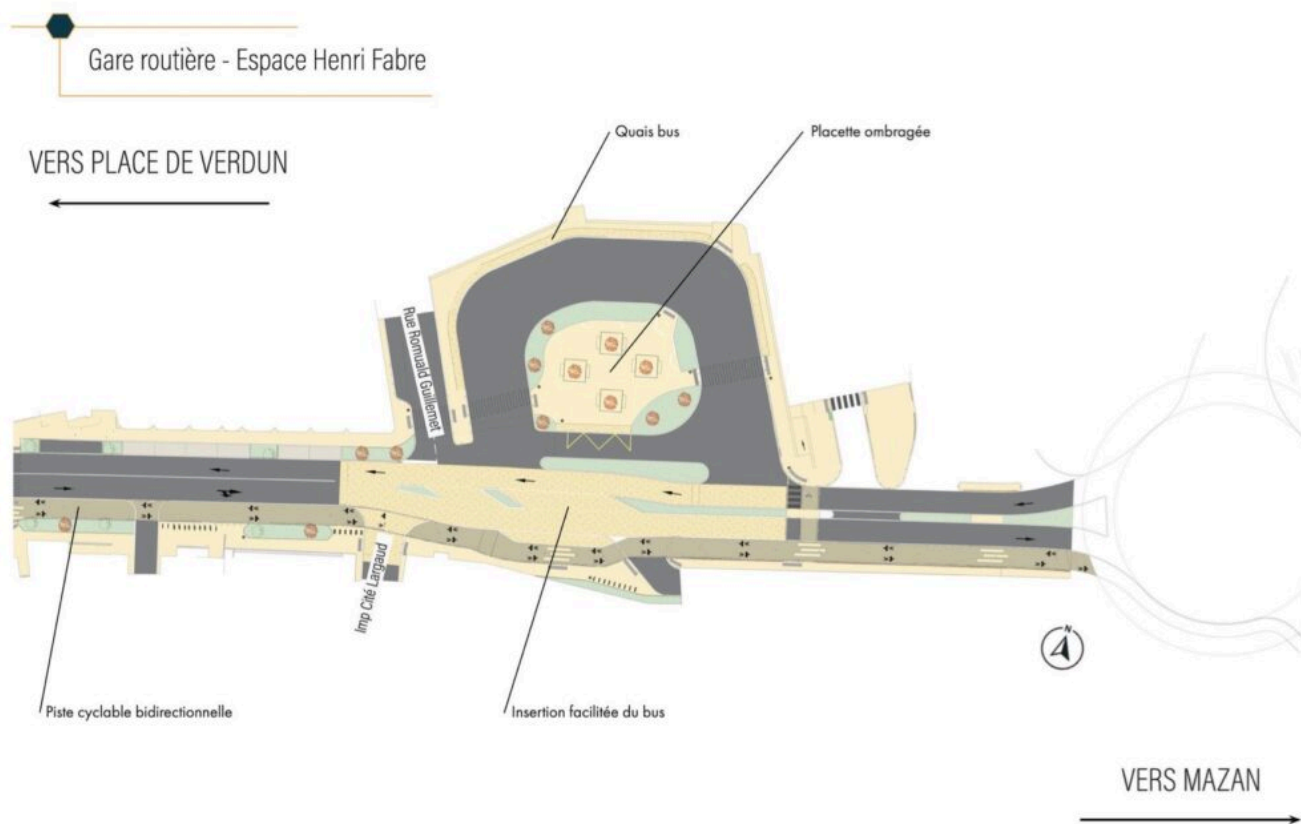 Gare routière - Espace Henri Fabre
VERS PLACE DE VERDUN
Quais bus
Placette ombragée
Rue Romuald Guillemet
Imp Cité Largaud
N
Piste cyclable bidirectionnelle
Insertion facilitée du bus
VERS MAZAN